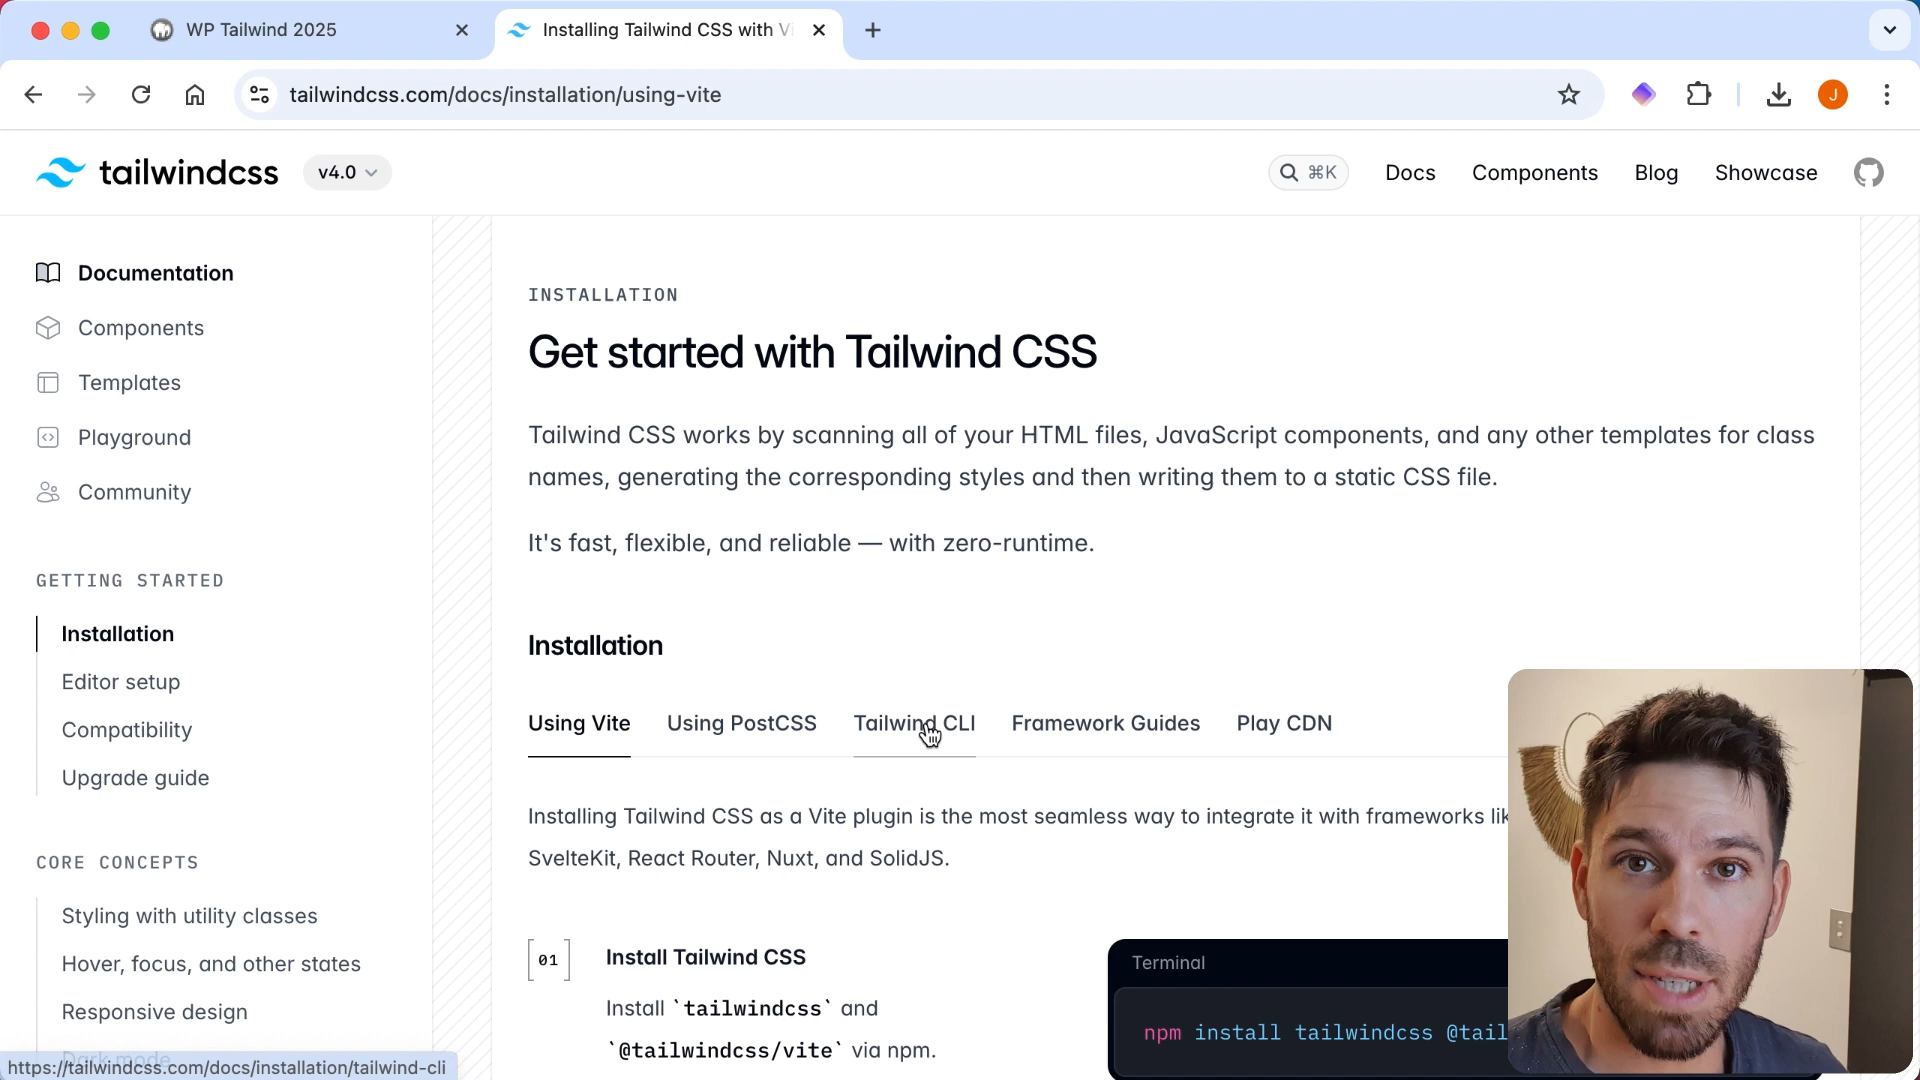 WP Tailwind 2025
Installing Tailwind CSS with Vi
tailwindcss.com/docs/installation/using-vite
J
tailwindcss
v4.0
⌘K
Docs
Components
Blog
Showcase
Documentation
Components
Templates
Playground
Community
GETTING STARTED
Installation
Editor setup
Compatibility
Upgrade guide
CORE CONCEPTS
Styling with utility classes
Hover, focus, and other states
Responsive design
Dark mode
https://tailwindcss.com/docs/installation/tailwind-cli
INSTALLATION
Get started with Tailwind CSS
Tailwind CSS works by scanning all of your HTML files, JavaScript components, and any other templates for class
names, generating the corresponding styles and then writing them to a static CSS file.
It's fast, flexible, and reliable — with zero-runtime.
Installation
Using Vite
Using PostCSS
Tailwind CLI
Framework Guides
Play CDN
Installing Tailwind CSS as a Vite plugin is the most seamless way to integrate it with frameworks lik
SvelteKit, React Router, Nuxt, and SolidJS.
01
Install Tailwind CSS
Install `tailwindcss` and
`@tailwindcss/vite` via npm.
Terminal
npm install tailwindcss @tail